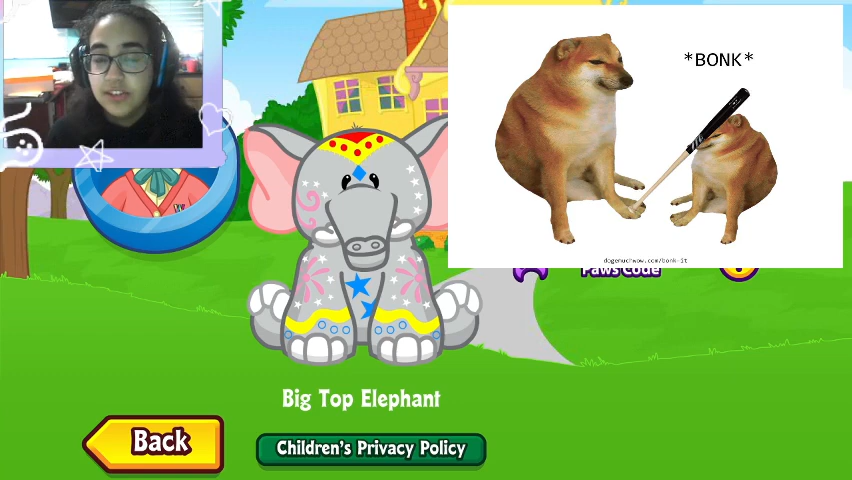 *BONK*
dogemuchwow.com/bonk-it
Paws Code
Big Top Elephant
Back
Children's Privacy Policy